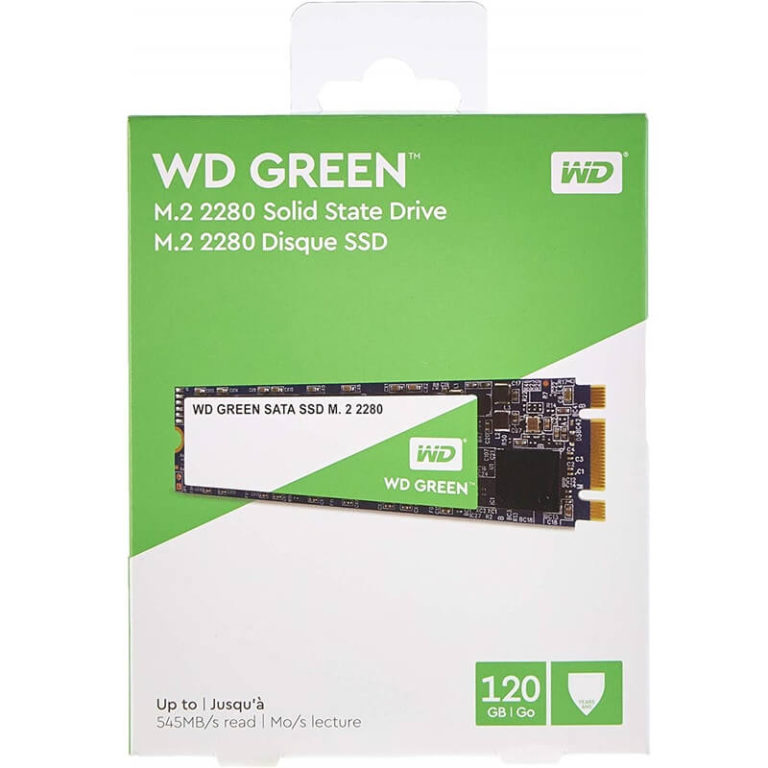 WD GREEN™
WD®
M.2 2280 Solid State Drive
M.2 2280 Disque SSD
WD GREEN SATA SSD M. 2 2280
WD
WD GREEN™
120
GB | Go
Up to | Jusqu'à
545MB/s read | Mo/s lecture